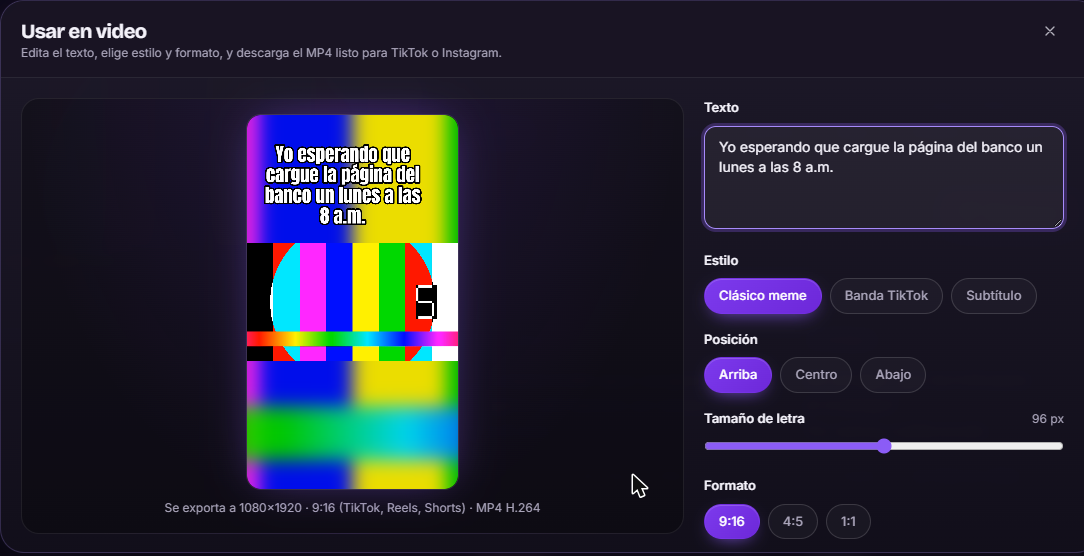 Usar en video
Edita el texto, elige estilo y formato, y descarga el MP4 listo para TikTok o Instagram.
Yo esperando que
cargue la página del
banco un lunes a las
8 a.m.
5
Se exporta a 1080×1920 · 9:16 (TikTok, Reels, Shorts) · MP4 H.264
Texto
Yo esperando que cargue la página del banco un
lunes a las 8 a.m.
Estilo
Clásico meme Banda TikTok Subtítulo
Posición
Arriba Centro Abajo
Tamaño de letra 96 px
Formato
9:16 4:5 1:1